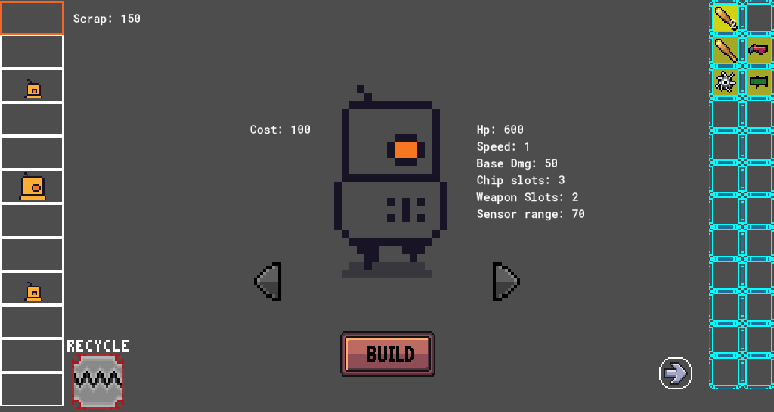 Scrap: 150
Cost: 100
Hp: 600
Speed: 1
Base Dmg: 50
Chip slots: 3
Weapon Slots: 2
Sensor range: 70
RECYCLE
BUILD